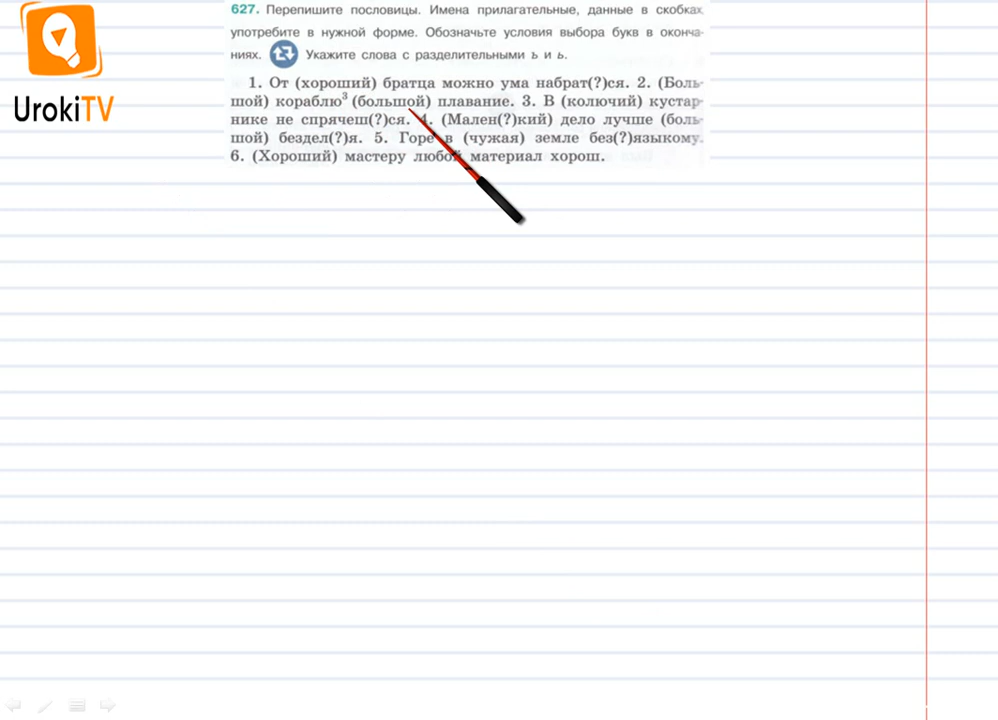 UrokiTV
627. Перепишите пословицы. Имена прилагательные, данные в скобках,
употребите в нужной форме. Обозначьте условия выбора букв в оконча-
ниях. Укажите слова с разделительными ъ и ь.
1. От (хороший) братца можно ума набрат(?)ся. 2. (Боль-
шой) кораблю³ (большой) плавание. 3. В (колючий) кустар-
нике не спрячеш(?)ся. 4. (Мален(?)кий) дело лучше (боль-
шой) бездел(?)я. 5. Горе в (чужая) земле без(?)языкому.
6. (Хороший) мастеру любой материал хорош.